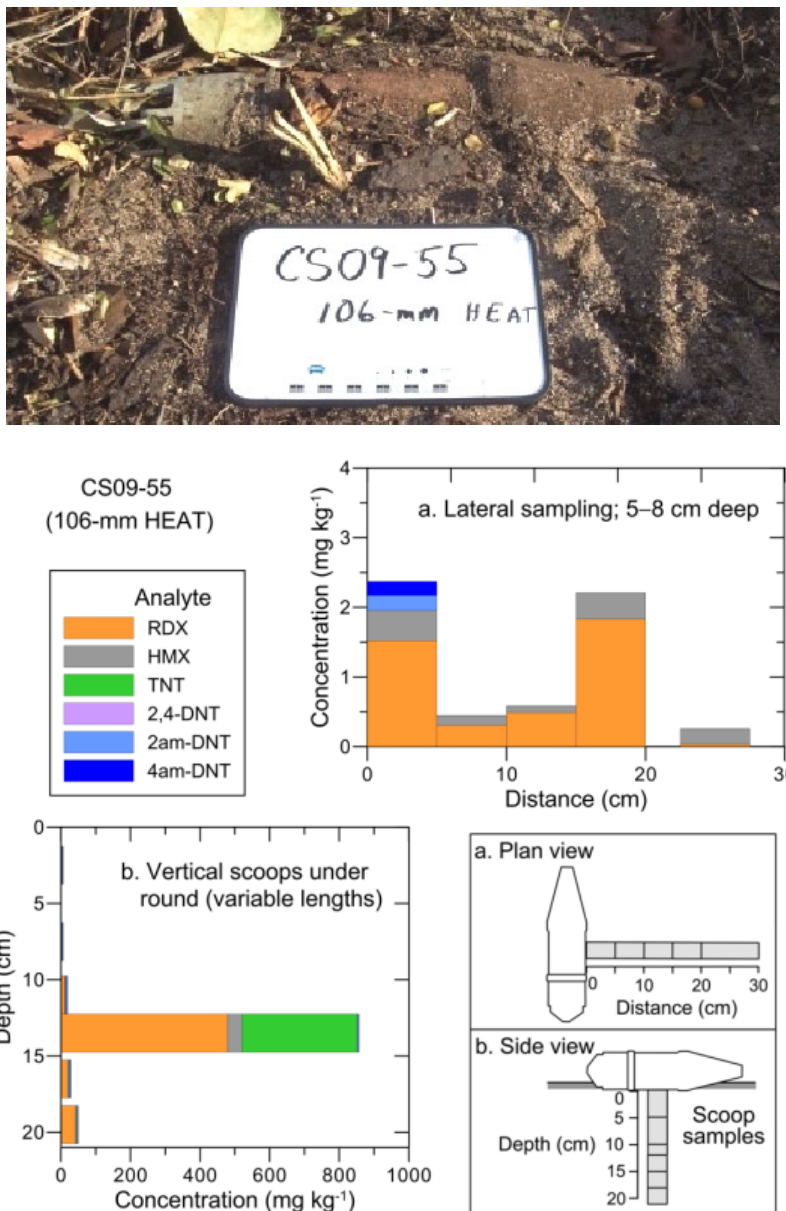 CS09-55
106-mm HEAT
CS09-55
(106-mm HEAT)
Analyte
RDX
HMX
TNT
2,4-DNT
2am-DNT
4am-DNT
a. Lateral sampling; 5–8 cm deep
Concentration (mg kg⁻¹)
4
3
2
1
0
0
10
20
30
Distance (cm)
b. Vertical scoops under
round (variable lengths)
Depth (cm)
0
5
10
15
20
0
200
400
600
800
1000
Concentration (mg kg⁻¹)
a. Plan view
0
10
20
30
Distance (cm)
b. Side view
0
5
10
15
20
Depth (cm)
Scoop
samples